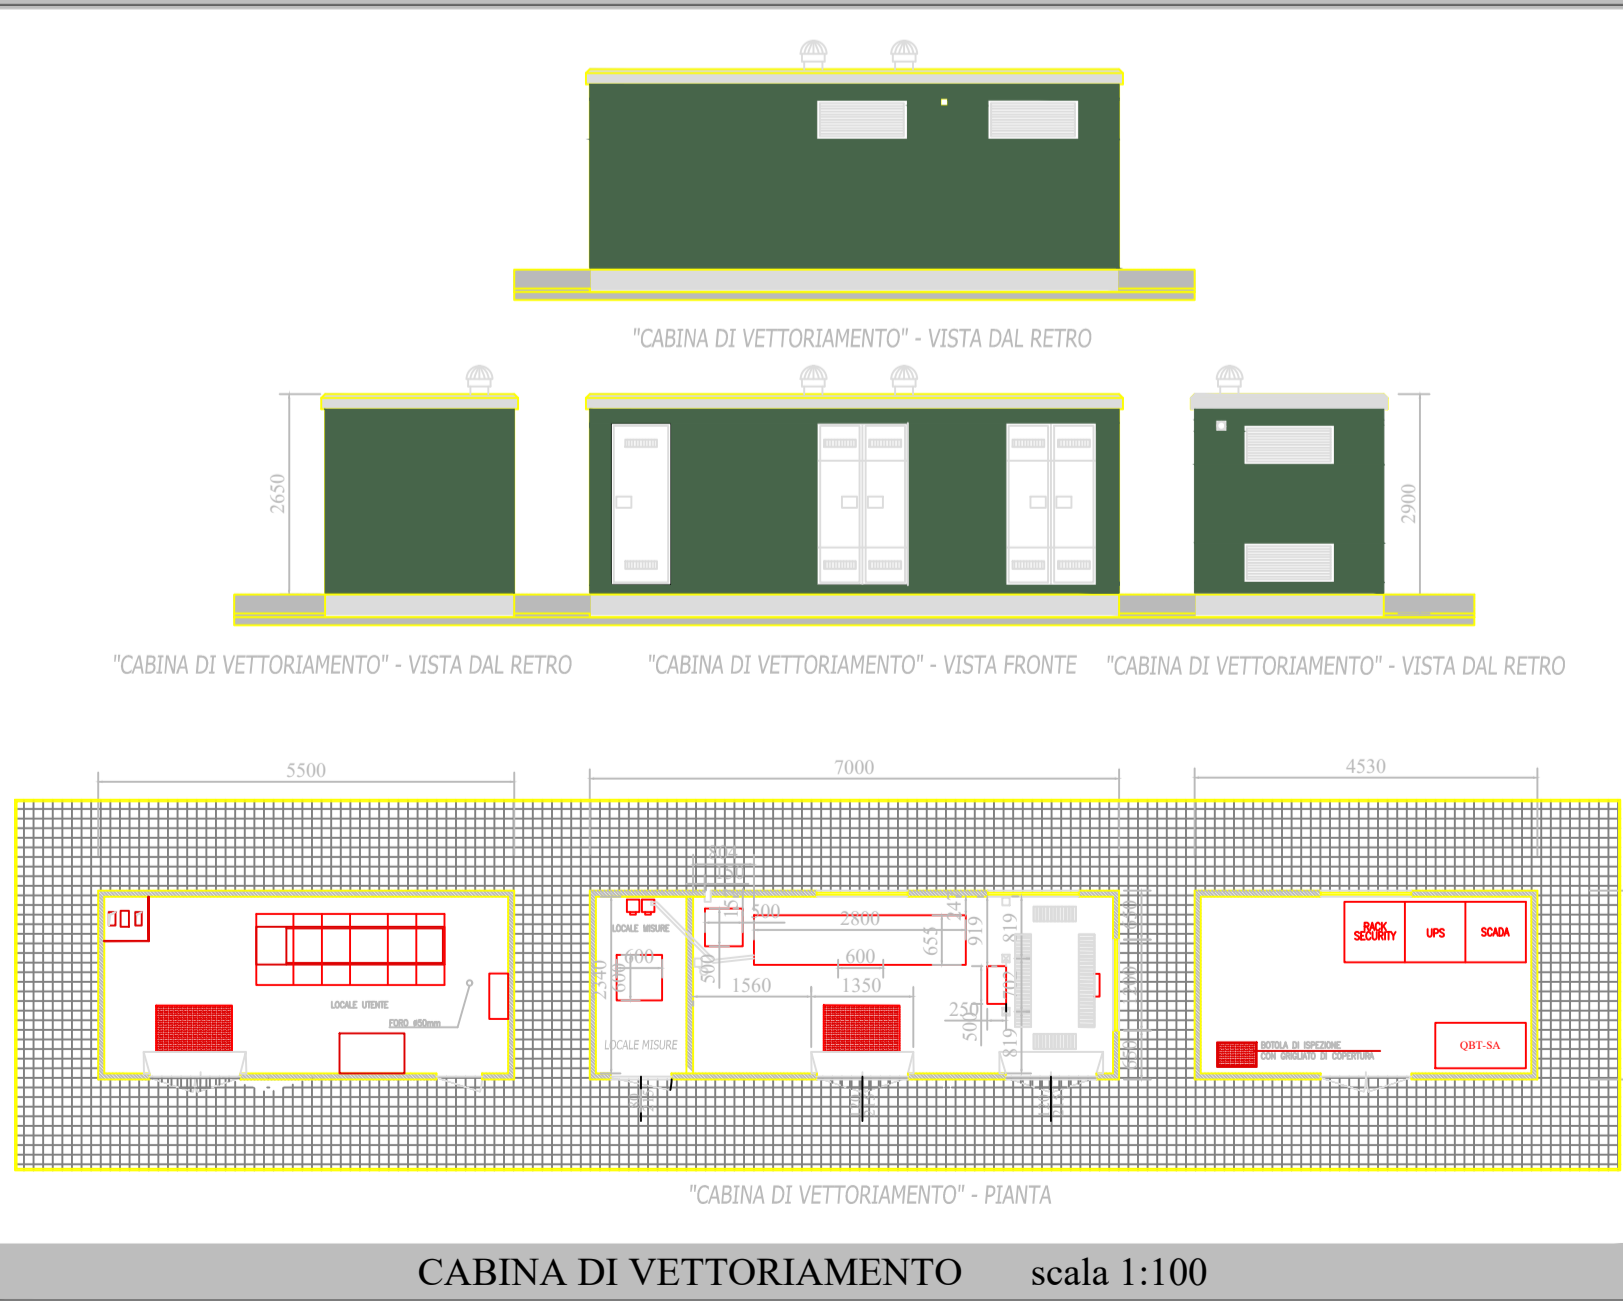 "CABINA DI VETTORIAMENTO" - VISTA DAL RETRO
2650
2900
"CABINA DI VETTORIAMENTO" - VISTA DAL RETRO
"CABINA DI VETTORIAMENTO" - VISTA FRONTE
"CABINA DI VETTORIAMENTO" - VISTA DAL RETRO
5500
7000
4530
LOCALE UTENTE
FORO ø50mm
LOCALE MISURE
600
600
2340
LOCALE MISURE
500
500
2800
655
600
1560
1350
919
819
250
500
819
RACK
SECURITY
UPS
SCADA
BOTOLA DI ISPEZIONE
CON GRIGLIATO DI COPERTURA
QBT-SA
"CABINA DI VETTORIAMENTO" - PIANTA
CABINA DI VETTORIAMENTO scala 1:100